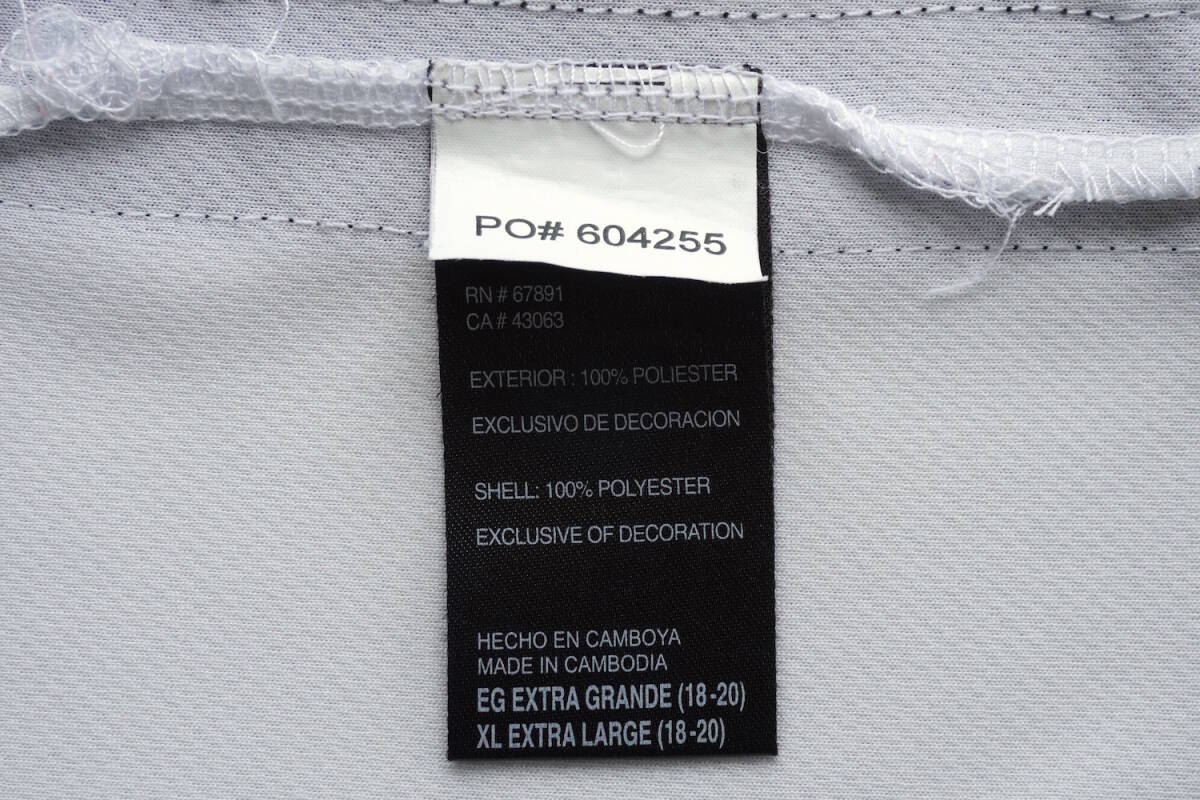 PO# 604255
RN # 67891
CA # 43063
EXTERIOR : 100% POLIESTER
EXCLUSIVO DE DECORACION
SHELL: 100% POLYESTER
EXCLUSIVE OF DECORATION
HECHO EN CAMBOYA
MADE IN CAMBODIA
EG EXTRA GRANDE (18-20)
XL EXTRA LARGE (18-20)